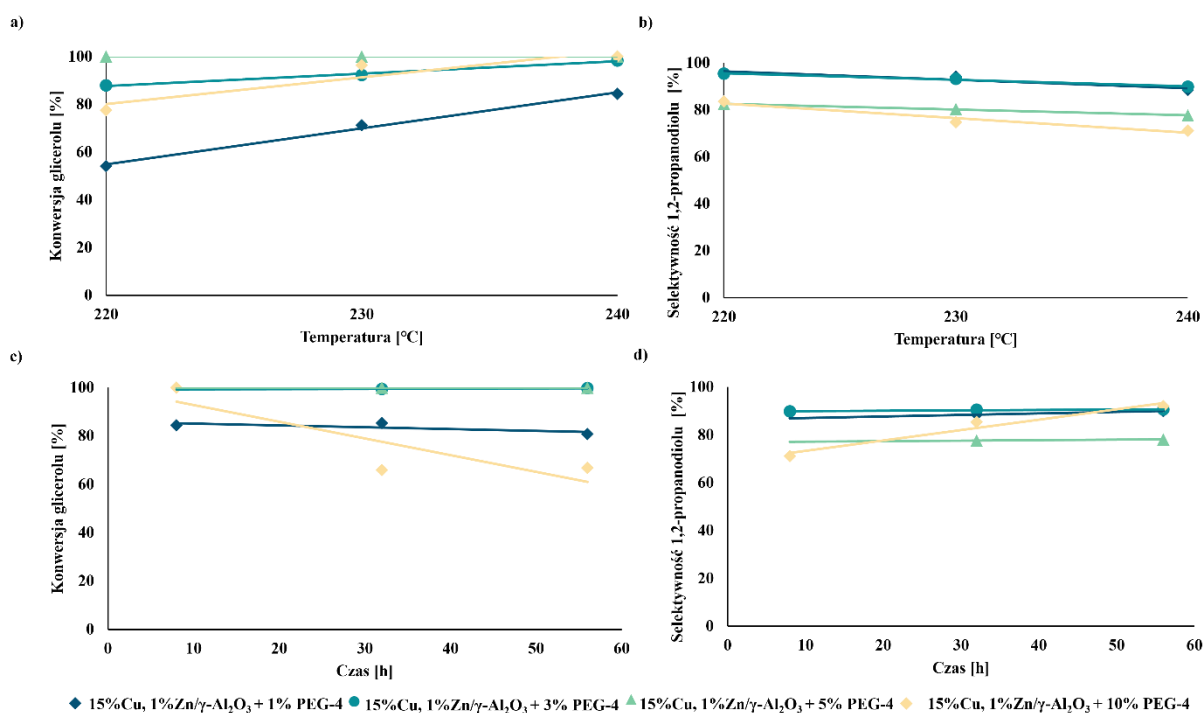 a)
100
80
60
40
20
0
220
230
240
Konwersja glicerolu [%]
Temperatura [°C]
b)
100
80
60
40
20
0
220
230
240
Selektywność 1,2-propanodiolu [%]
Temperatura [°C]
c)
100
80
60
40
20
0
0
10
20
30
40
50
60
Konwersja glicerolu [%]
Czas [h]
d)
100
80
60
40
20
0
0
10
20
30
40
50
60
Selektywność 1,2-propanodiolu [%]
Czas [h]
15%Cu, 1%Zn/γ-Al₂O₃ + 1% PEG-4
15%Cu, 1%Zn/γ-Al₂O₃ + 3% PEG-4
15%Cu, 1%Zn/γ-Al₂O₃ + 5% PEG-4
15%Cu, 1%Zn/γ-Al₂O₃ + 10% PEG-4